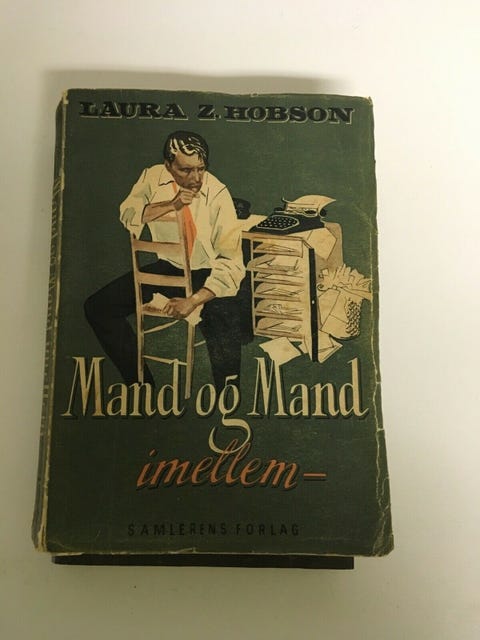 LAURA Z. HOBSON
Mand og Mand
imellem-
SAMLERENS FORLAG